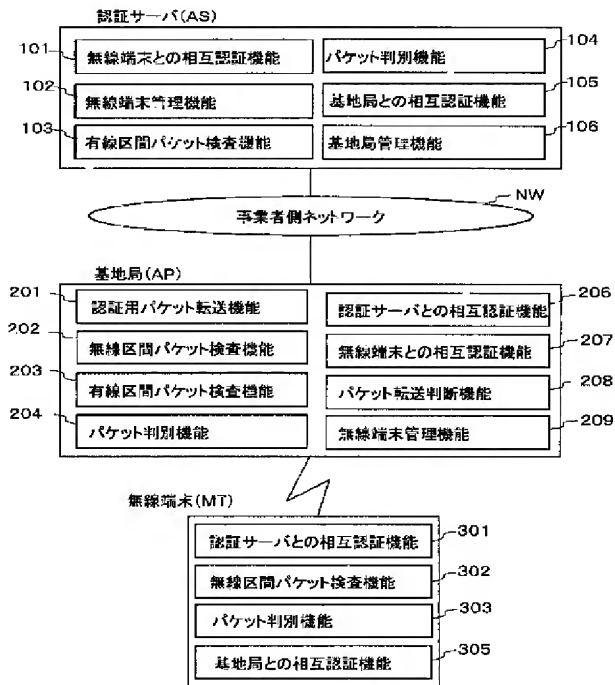 認証サーバ(AS)
101 無線端末との相互認証機能
102 無線端末管理機能
103 有線区間パケット検査機能
104 パケット判別機能
105 基地局との相互認証機能
106 基地局管理機能
NW
事業者側ネットワーク
基地局(AP)
201 認証用パケット転送機能
202 無線区間パケット検査機能
203 有線区間パケット検査機能
204 パケット判別機能
206 認証サーバとの相互認証機能
207 無線端末との相互認証機能
208 パケット転送判断機能
209 無線端末管理機能
無線端末(MT)
認証サーバとの相互認証機能 301
無線区間パケット検査機能 302
パケット判別機能 303
基地局との相互認証機能 305